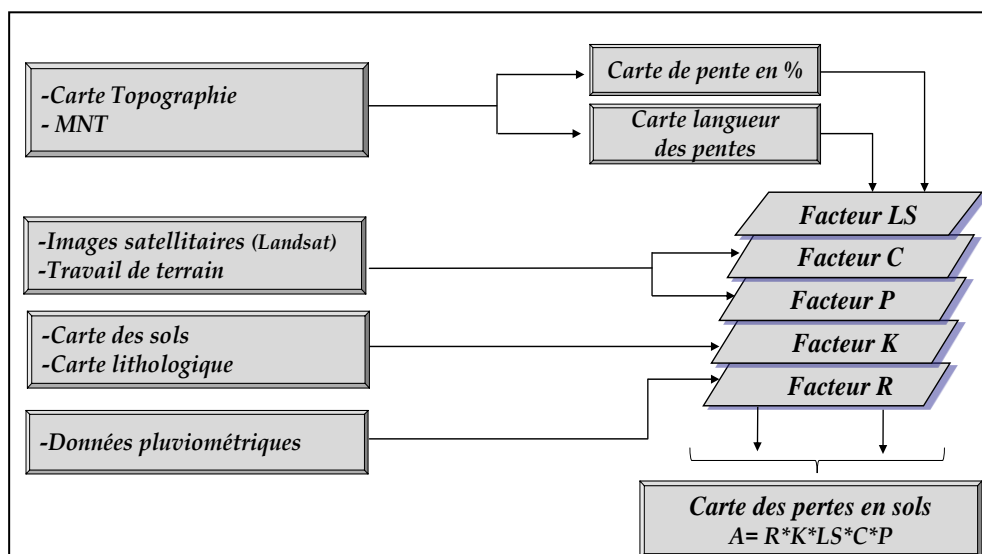 -Carte Topographie
- MNT
Carte de pente en %
Carte langueur
des pentes
-Images satellitaires (Landsat)
-Travail de terrain
-Carte des sols
-Carte lithologique
-Données pluviométriques
Facteur LS
Facteur C
Facteur P
Facteur K
Facteur R
Carte des pertes en sols
A= R*K*LS*C*P